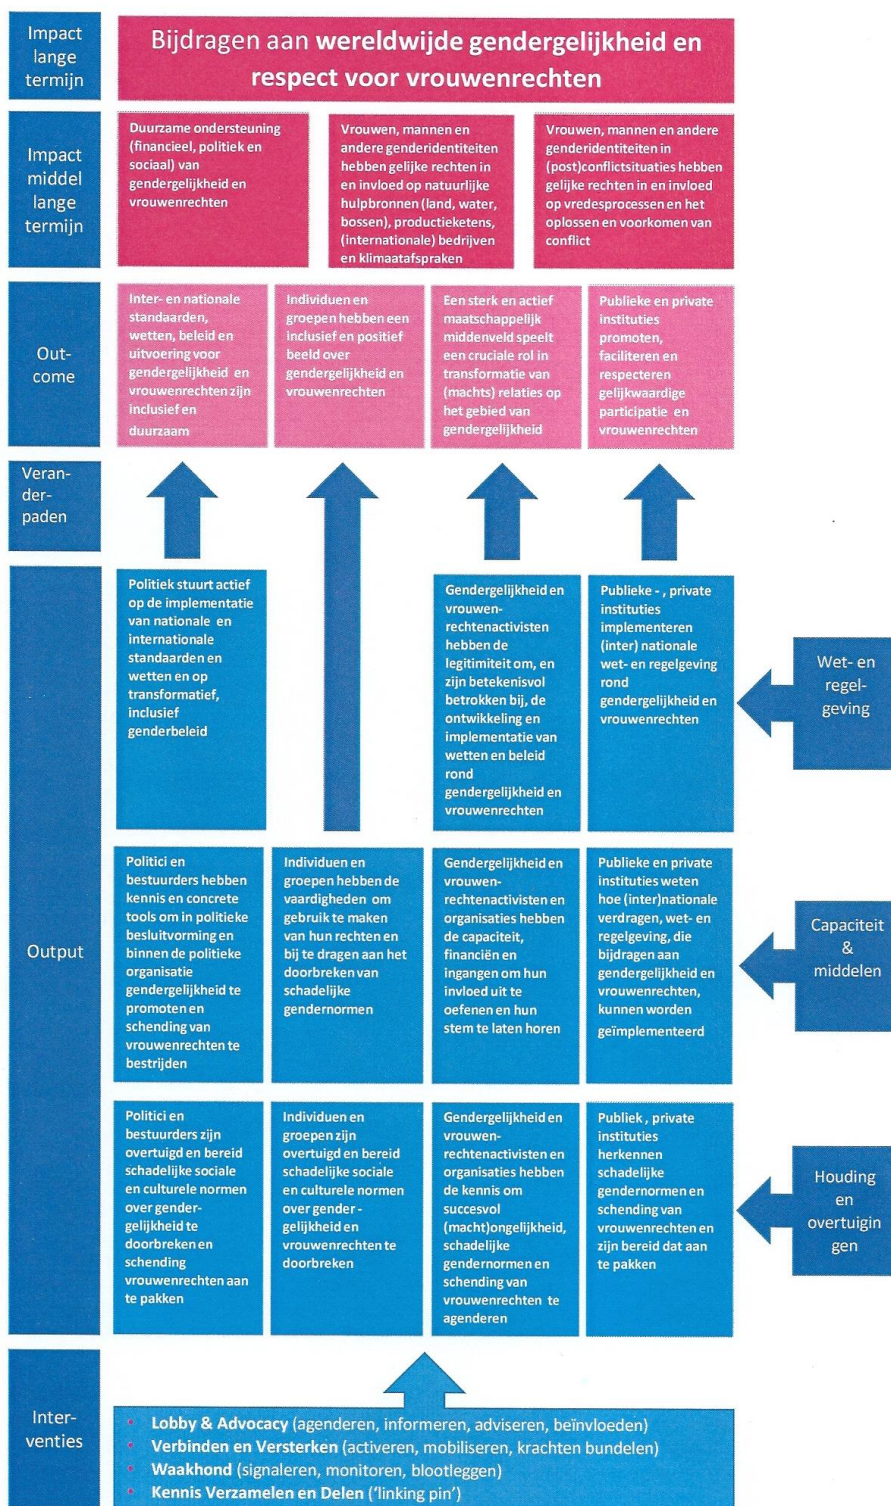 Impact
lange
termijn
Bijdragen aan wereldwijde gendergelijkheid en
respect voor vrouwenrechten
Impact
middel
lange
termijn
Duurzame ondersteuning
(financieel, politiek en
sociaal) van
gendergelijkheid en
vrouwenrechten
Vrouwen, mannen en
andere genderidentiteiten
hebben gelijke rechten in
en invloed op natuurlijke
hulpbronnen (land, water,
bossen), productieketens,
(internationale) bedrijven
en klimaatafspraken
Vrouwen, mannen en andere
genderidentiteiten in
(post)conflictsituaties hebben
gelijke rechten in en invloed
op vredesprocessen en het
oplossen en voorkomen van
conflict
Out-
come
Inter- en nationale
standaarden,
wetten, beleid en
uitvoering voor
gendergelijkheid en
vrouwenrechten zijn
inclusief en
duurzaam
Individuen en
groepen hebben een
inclusief en positief
beeld over
gendergelijkheid en
vrouwenrechten
Een sterk en actief
maatschappelijk
middenveld speelt
een cruciale rol in
transformatie van
(machts) relaties op
het gebied van
gendergelijkheid
Publieke en private
instituties
promoten,
faciliteren en
respecteren
gelijkwaardige
participatie en
vrouwenrechten
Veran-
der-
paden
Output
Politiek stuurt actief
op de implementatie
van nationale en
internationale
standaarden en
wetten en op
transformatief,
inclusief
genderbeleid
Gendergelijkheid en
vrouwen-
rechtenactivisten
hebben de
legitimiteit om, en
zijn betekenisvol
betrokken bij, de
ontwikkeling en
implementatie van
wetten en beleid
rond
gendergelijkheid en
vrouwenrechten
Publieke - , private
instituties
implementeren
(inter) nationale
wet- en regelgeving
rond
gendergelijkheid en
vrouwenrechten
Wet- en
regel-
geving
Politici en
bestuurders hebben
kennis en concrete
tools om in politieke
besluitvorming en
binnen de politieke
organisatie
gendergelijkheid te
promoten en
schending van
vrouwenrechten te
bestrijden
Individuen en
groepen hebben de
vaardigheden om
gebruik te maken
van hun rechten en
bij te dragen aan het
doorbreken van
schadelijke
gendernormen
Gendergelijkheid en
vrouwen-
rechtenactivisten en
organisaties hebben
de capaciteit,
financiën en
ingangen om hun
invloed uit te
oefenen en hun
stem te laten horen
Publieke en private
instituties weten
hoe (inter)nationale
verdragen, wet- en
regelgeving, die
bijdragen aan
gendergelijkheid en
vrouwenrechten,
kunnen worden
geïmplementeerd
Capaciteit
&
middelen
Politici en
bestuurders zijn
overtuigd en bereid
schadelijke sociale
en culturele normen
over gender-
gelijkheid te
doorbreken en
schending
vrouwenrechten aan
te pakken
Individuen en
groepen zijn
overtuigd en bereid
schadelijke sociale
en culturele normen
over gender -
gelijkheid en
vrouwenrechten te
doorbreken
Gendergelijkheid en
vrouwen-
rechtenactivisten en
organisaties hebben
de kennis om
succesvol
(macht)ongelijkheid,
schadelijke
gendernormen en
schending van
vrouwenrechten te
agenderen
Publiek , private
instituties
herkennen
schadelijke
gendernormen en
schending van
vrouwenrechten en
zijn bereid dat aan
te pakken
Houding
en
overtuigin
gen
Inter-
venties
• Lobby & Advocacy (agenderen, informeren, adviseren, beïnvloeden)
• Verbinden en Versterken (activeren, mobiliseren, krachten bundelen)
• Waakhond (signaleren, monitoren, blootleggen)
• Kennis Verzamelen en Delen ('linking pin')